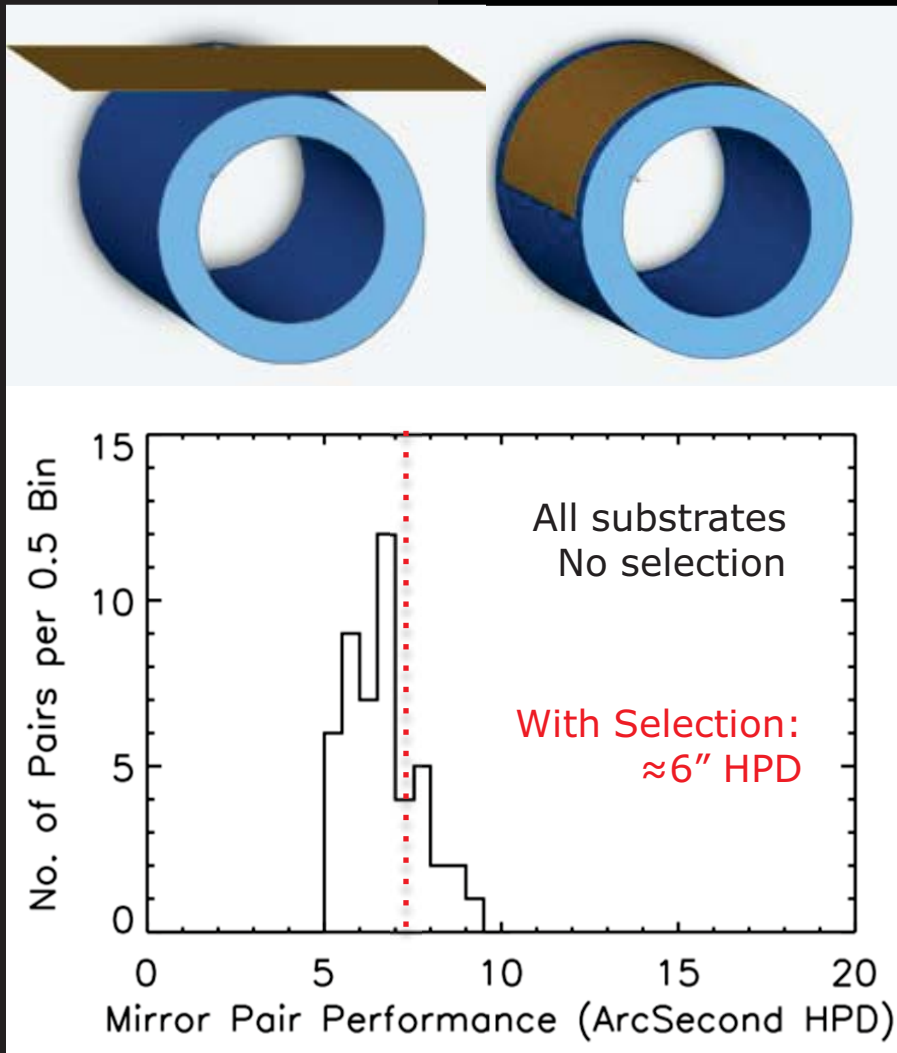 15
10
5
0
No. of Pairs per 0.5 Bin
All substrates
No selection
With Selection:
≈6″ HPD
0 5 10 15 20
Mirror Pair Performance (ArcSecond HPD)